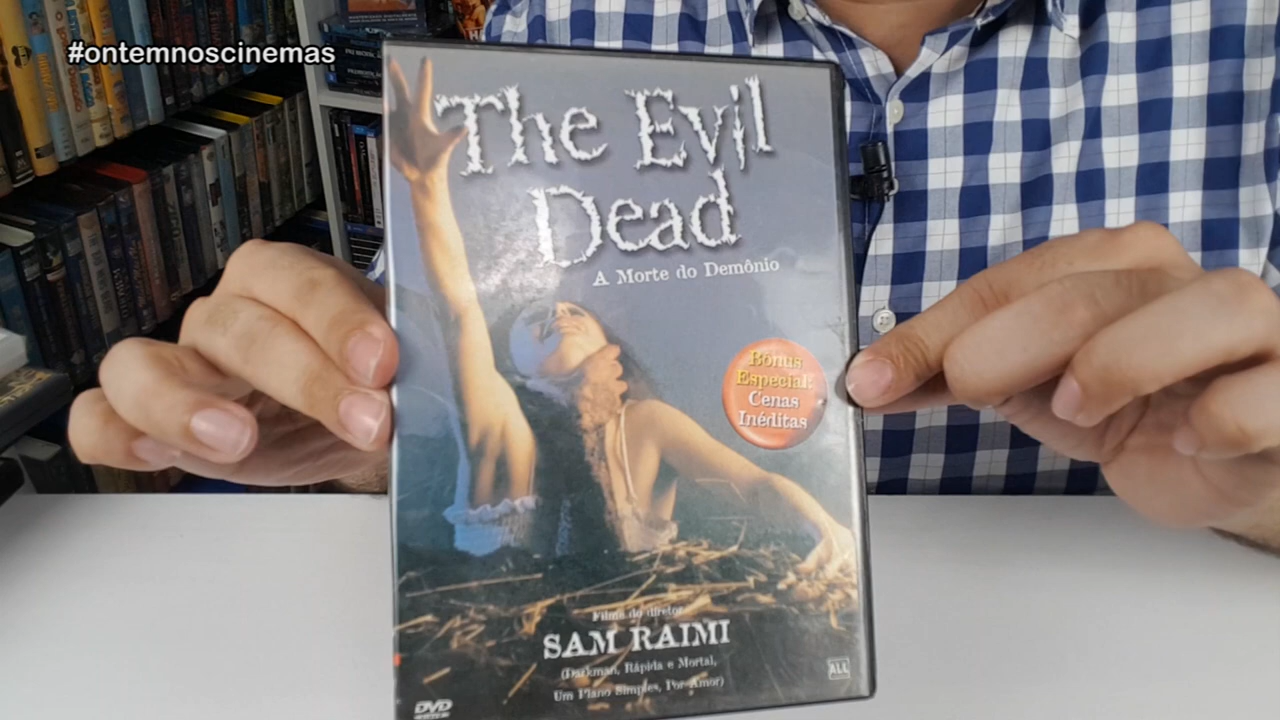 #ontemnoscinemas
The Evil
Dead
A Morte do Demônio
Bônus
Especial:
Cenas
Inéditas
Filme do diretor
SAM RAIMI
(Darkman, Rápida e Mortal,
Um Plano Simples, Por Amor)
DVD
ALL